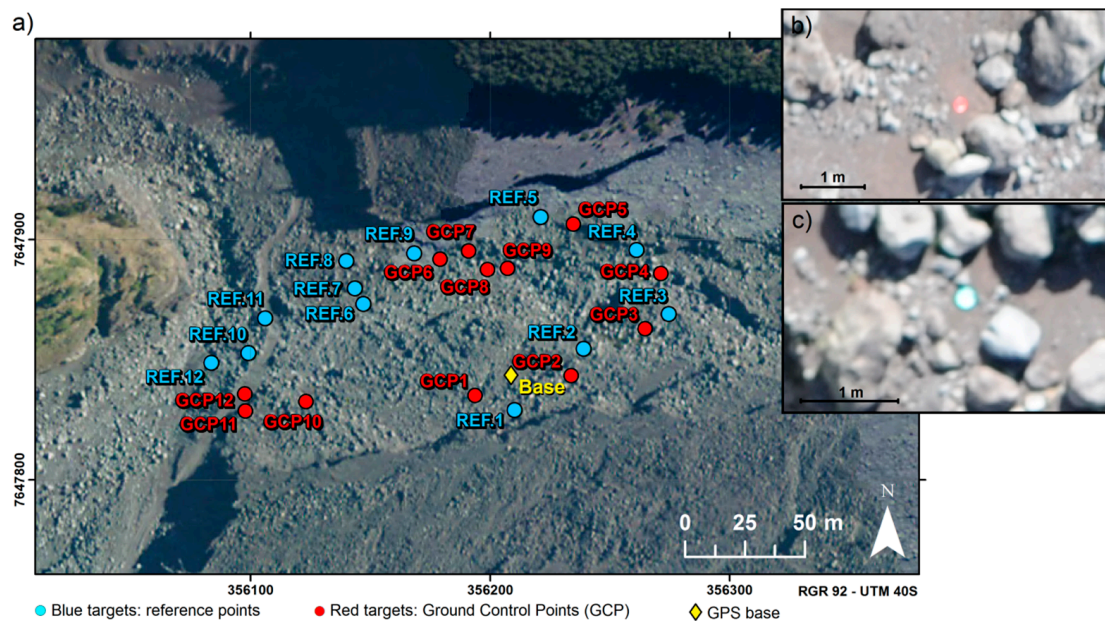 a)
b)
1 m
c)
1 m
REF.5
GCP5
REF.9
GCP7
REF.4
REF.8
GCP6
GCP9
GCP8
GCP4
REF.7
REF.3
REF.11
REF.6
GCP3
REF.10
REF.2
REF.12
GCP2
GCP12
GCP1
Base
GCP11
GCP10
REF.1
7647900
7647800
N
0 25 50 m
356100 356200 356300
RGR 92 - UTM 40S
Blue targets: reference points
Red targets: Ground Control Points (GCP)
GPS base